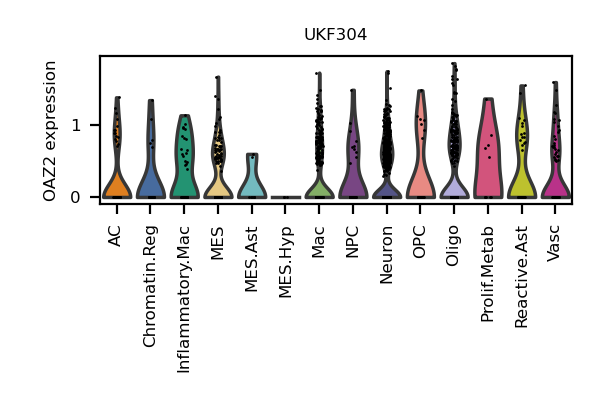 UKF304
OAZ2 expression
1
0
AC
Chromatin.Reg
Inflammatory.Mac
MES
MES.Ast
MES.Hyp
Mac
NPC
Neuron
OPC
Oligo
Prolif.Metab
Reactive.Ast
Vasc